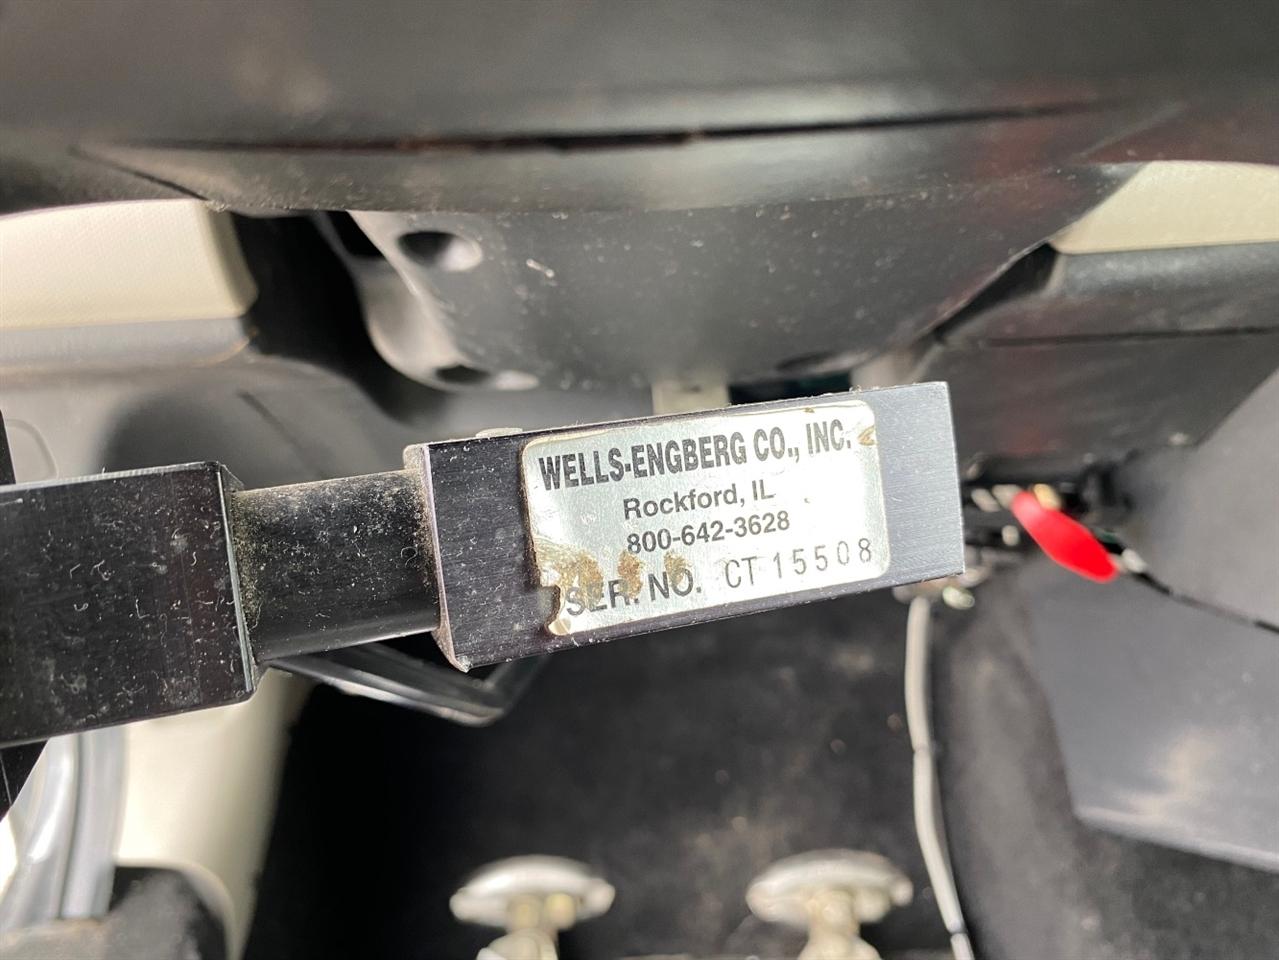 WELLS-ENGBERG CO., INC.
Rockford, IL
800-642-3628
SER. NO. CT 15508